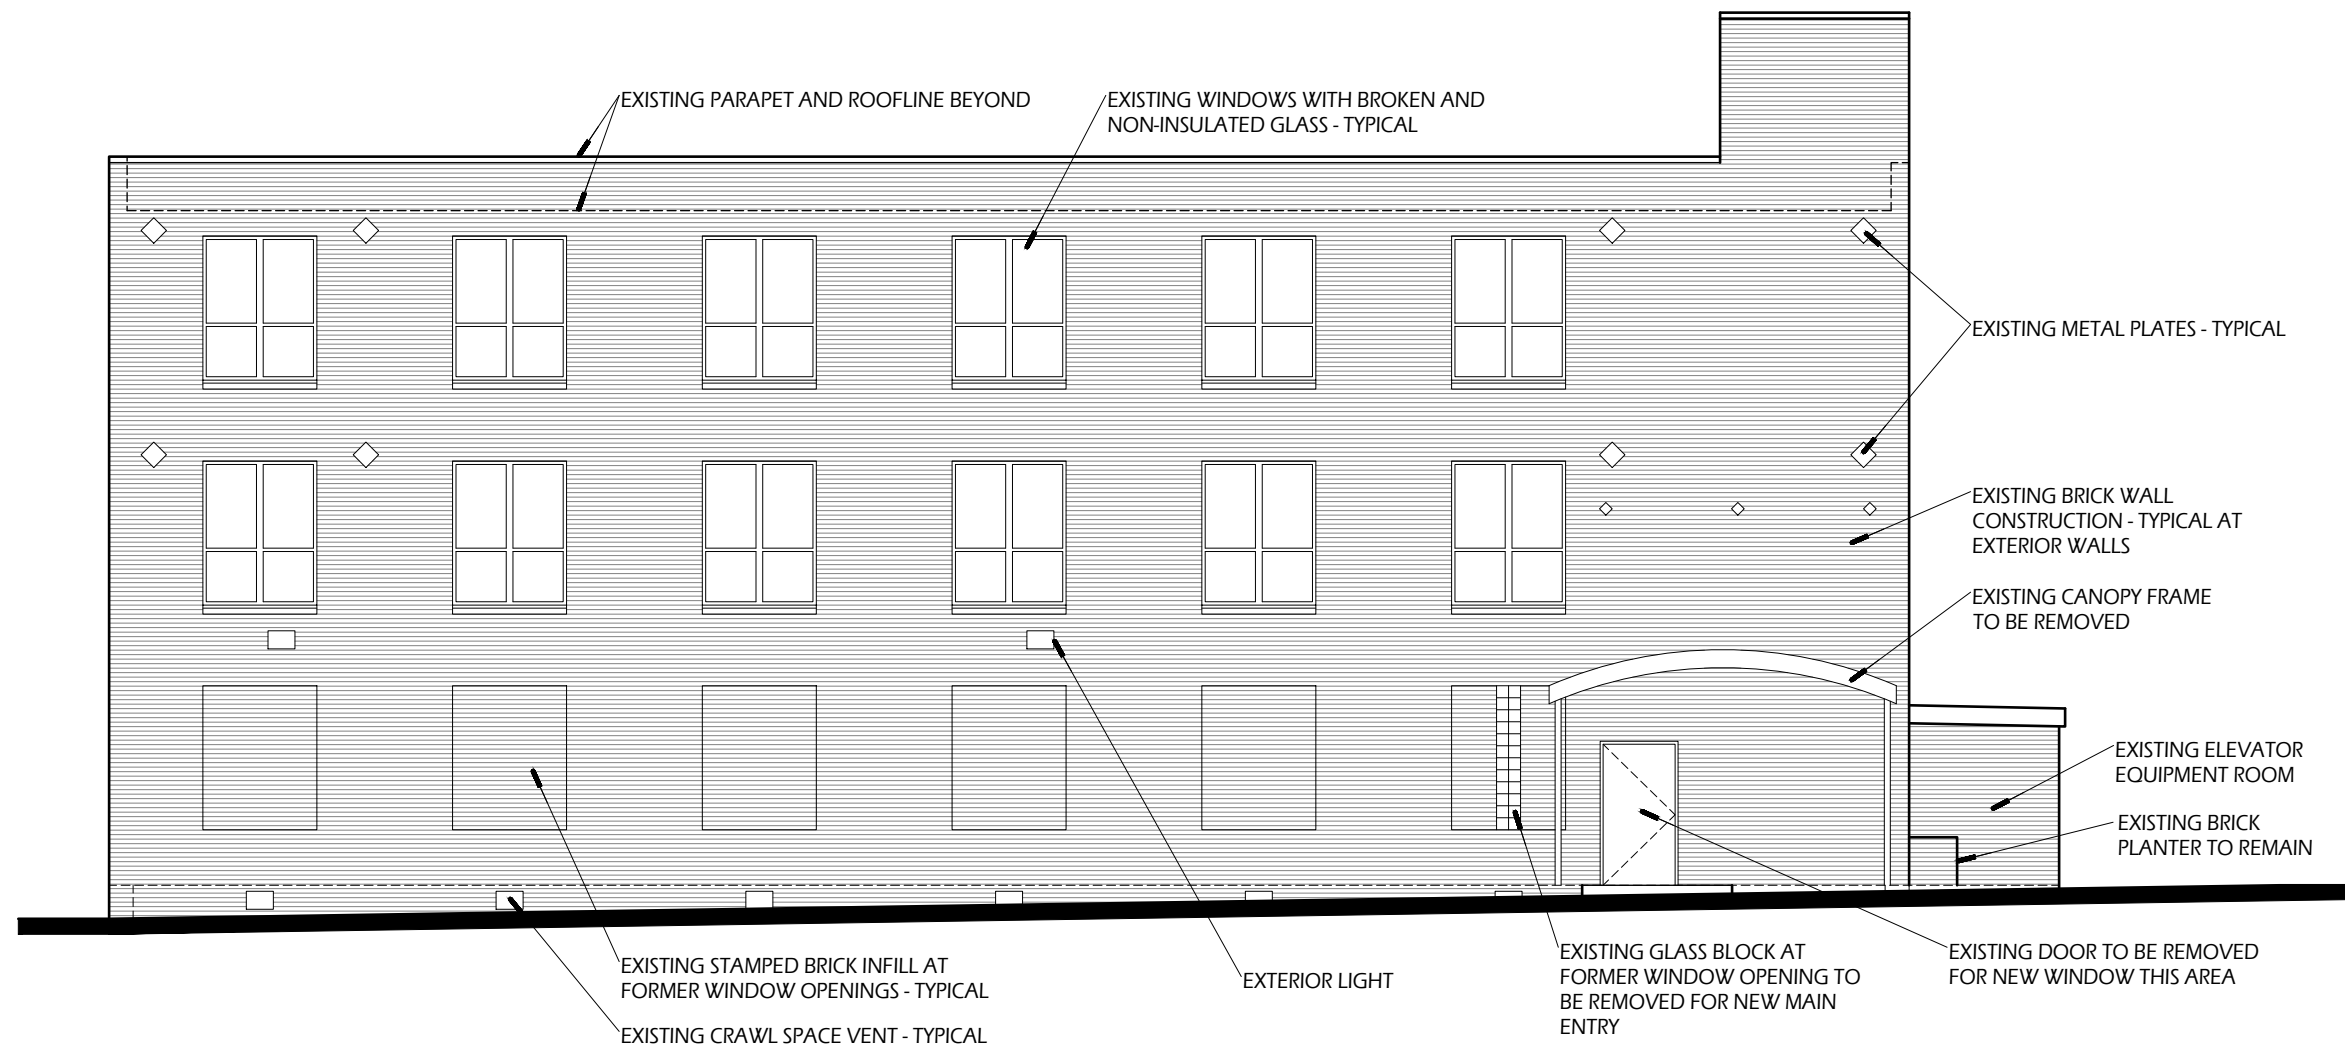 EXISTING PARAPET AND ROOFLINE BEYOND
EXISTING WINDOWS WITH BROKEN AND
NON-INSULATED GLASS - TYPICAL
EXISTING METAL PLATES - TYPICAL
EXISTING BRICK WALL
CONSTRUCTION - TYPICAL AT
EXTERIOR WALLS
EXISTING CANOPY FRAME
TO BE REMOVED
EXISTING ELEVATOR
EQUIPMENT ROOM
EXISTING BRICK
PLANTER TO REMAIN
EXISTING STAMPED BRICK INFILL AT
FORMER WINDOW OPENINGS - TYPICAL
EXISTING CRAWL SPACE VENT - TYPICAL
EXTERIOR LIGHT
EXISTING GLASS BLOCK AT
FORMER WINDOW OPENING TO
BE REMOVED FOR NEW MAIN
ENTRY
EXISTING DOOR TO BE REMOVED
FOR NEW WINDOW THIS AREA